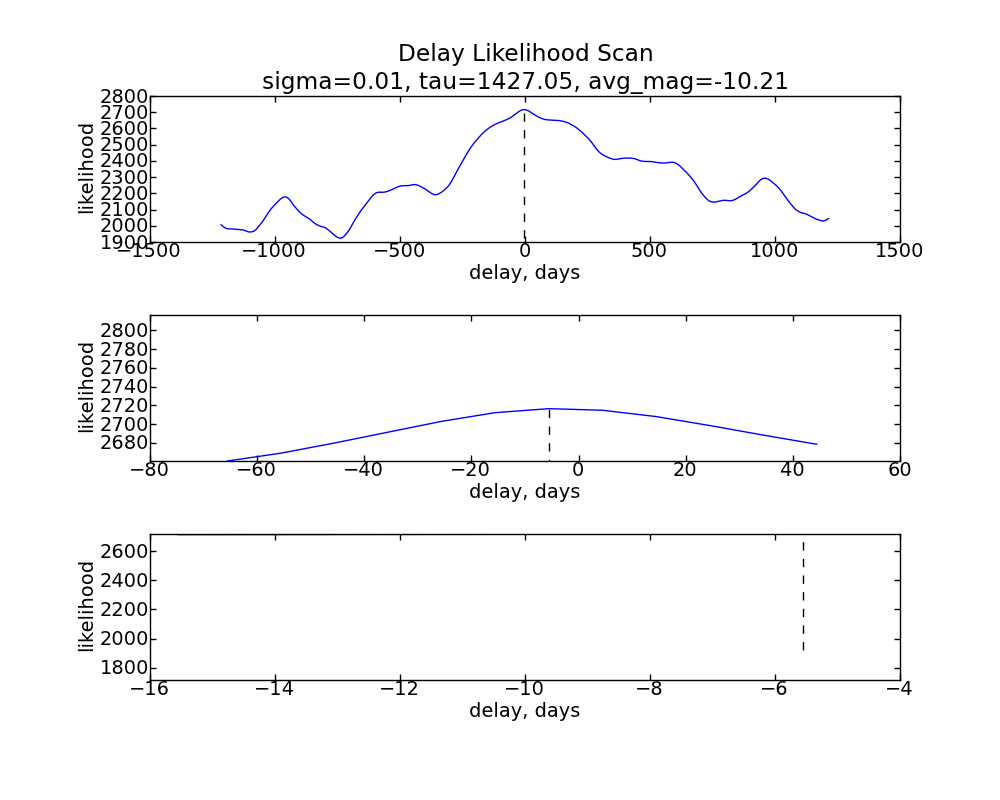 Delay Likelihood Scan
sigma=0.01, tau=1427.05, avg_mag=-10.21
2800
2700
2600
2500
2400
2300
2200
2100
2000
1900
likelihood
−1500 −1000 −500 0 500 1000 1500
delay, days
2800
2780
2760
2740
2720
2700
2680
likelihood
−80 −60 −40 −20 0 20 40 60
delay, days
2600
2400
2200
2000
1800
likelihood
−16 −14 −12 −10 −8 −6 −4
delay, days